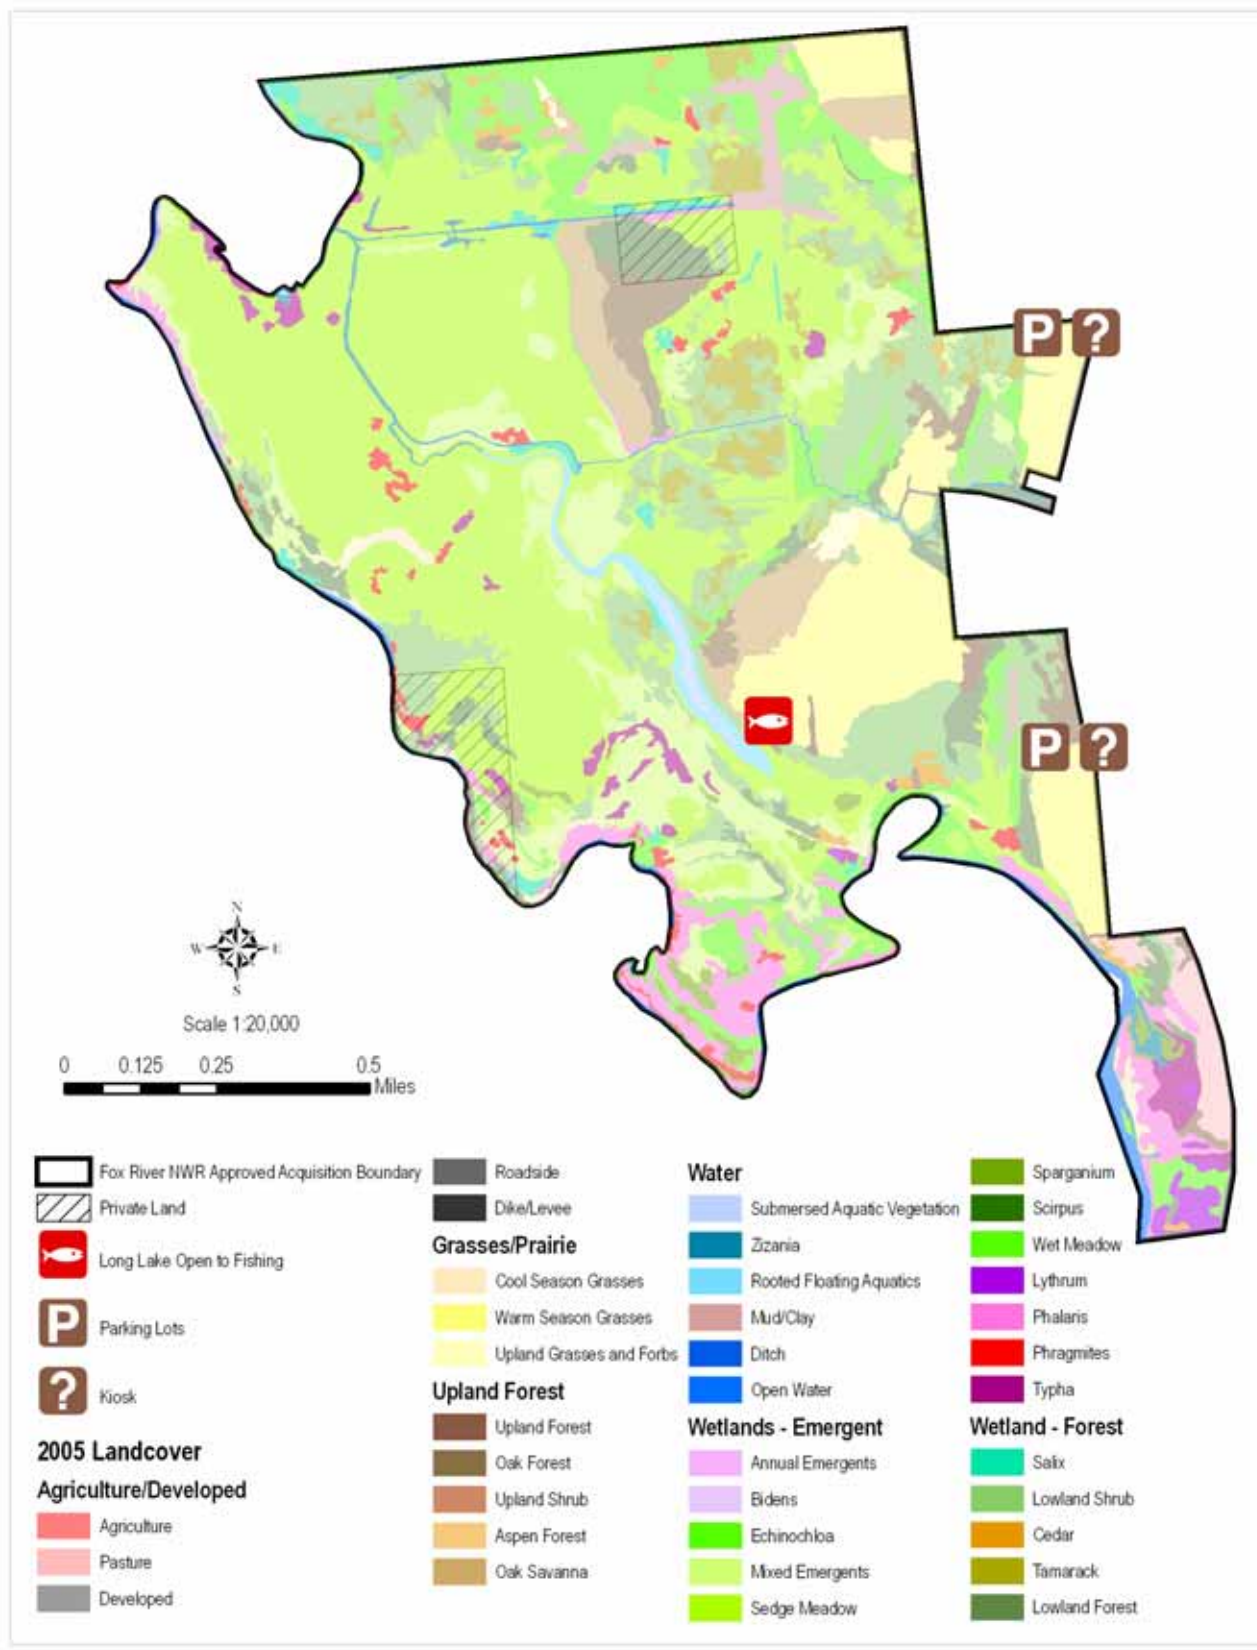 P ?
P ?
N
W E
S
Scale 1:20,000
0 0.125 0.25 0.5
Miles
Fox River NWR Approved Acquisition Boundary
Private Land
Long Lake Open to Fishing
P Parking Lots
? Kiosk
2005 Landcover
Agriculture/Developed
Agriculture
Pasture
Developed
Roadside
Dike/Levee
Grasses/Prairie
Cool Season Grasses
Warm Season Grasses
Upland Grasses and Forbs
Upland Forest
Upland Forest
Oak Forest
Upland Shrub
Aspen Forest
Oak Savanna
Water
Submersed Aquatic Vegetation
Zizania
Rooted Floating Aquatics
Mud/Clay
Ditch
Open Water
Wetlands - Emergent
Annual Emergents
Bidens
Echinochloa
Mixed Emergents
Sedge Meadow
Sparganium
Scirpus
Wet Meadow
Lythrum
Phalaris
Phragmites
Typha
Wetland - Forest
Salix
Lowland Shrub
Cedar
Tamarack
Lowland Forest